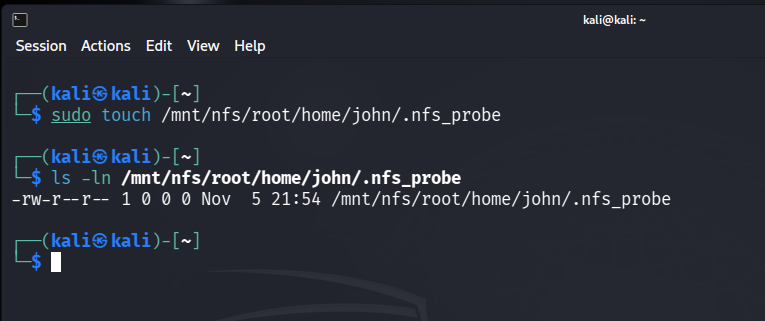 kali@kali: ~
Session Actions Edit View Help
┌──(kali㉿kali)-[~]
└─$ sudo touch /mnt/nfs/root/home/john/.nfs_probe
┌──(kali㉿kali)-[~]
└─$ ls -ln /mnt/nfs/root/home/john/.nfs_probe
-rw-r--r-- 1 0 0 0 Nov  5 21:54 /mnt/nfs/root/home/john/.nfs_probe
┌──(kali㉿kali)-[~]
└─$